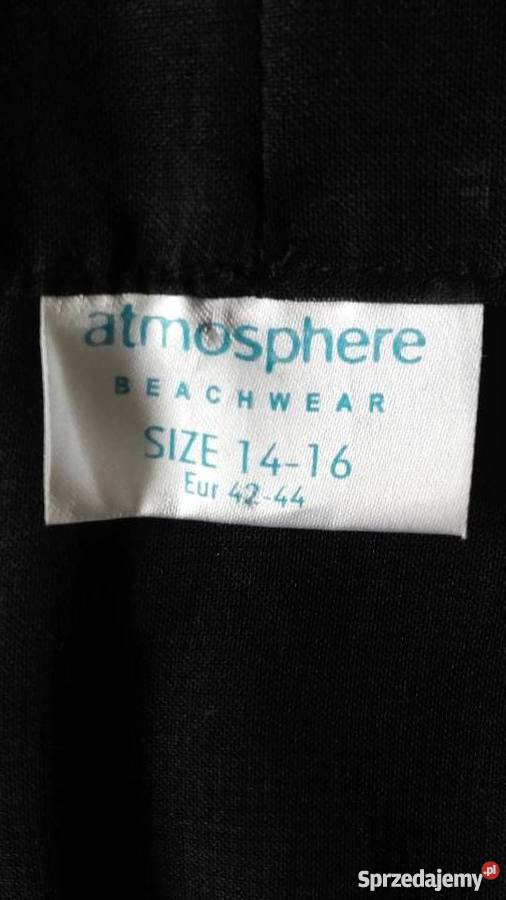 atmosphere
BEACHWEAR
SIZE 14-16
Eur 42-44
Sprzedajemy.pl